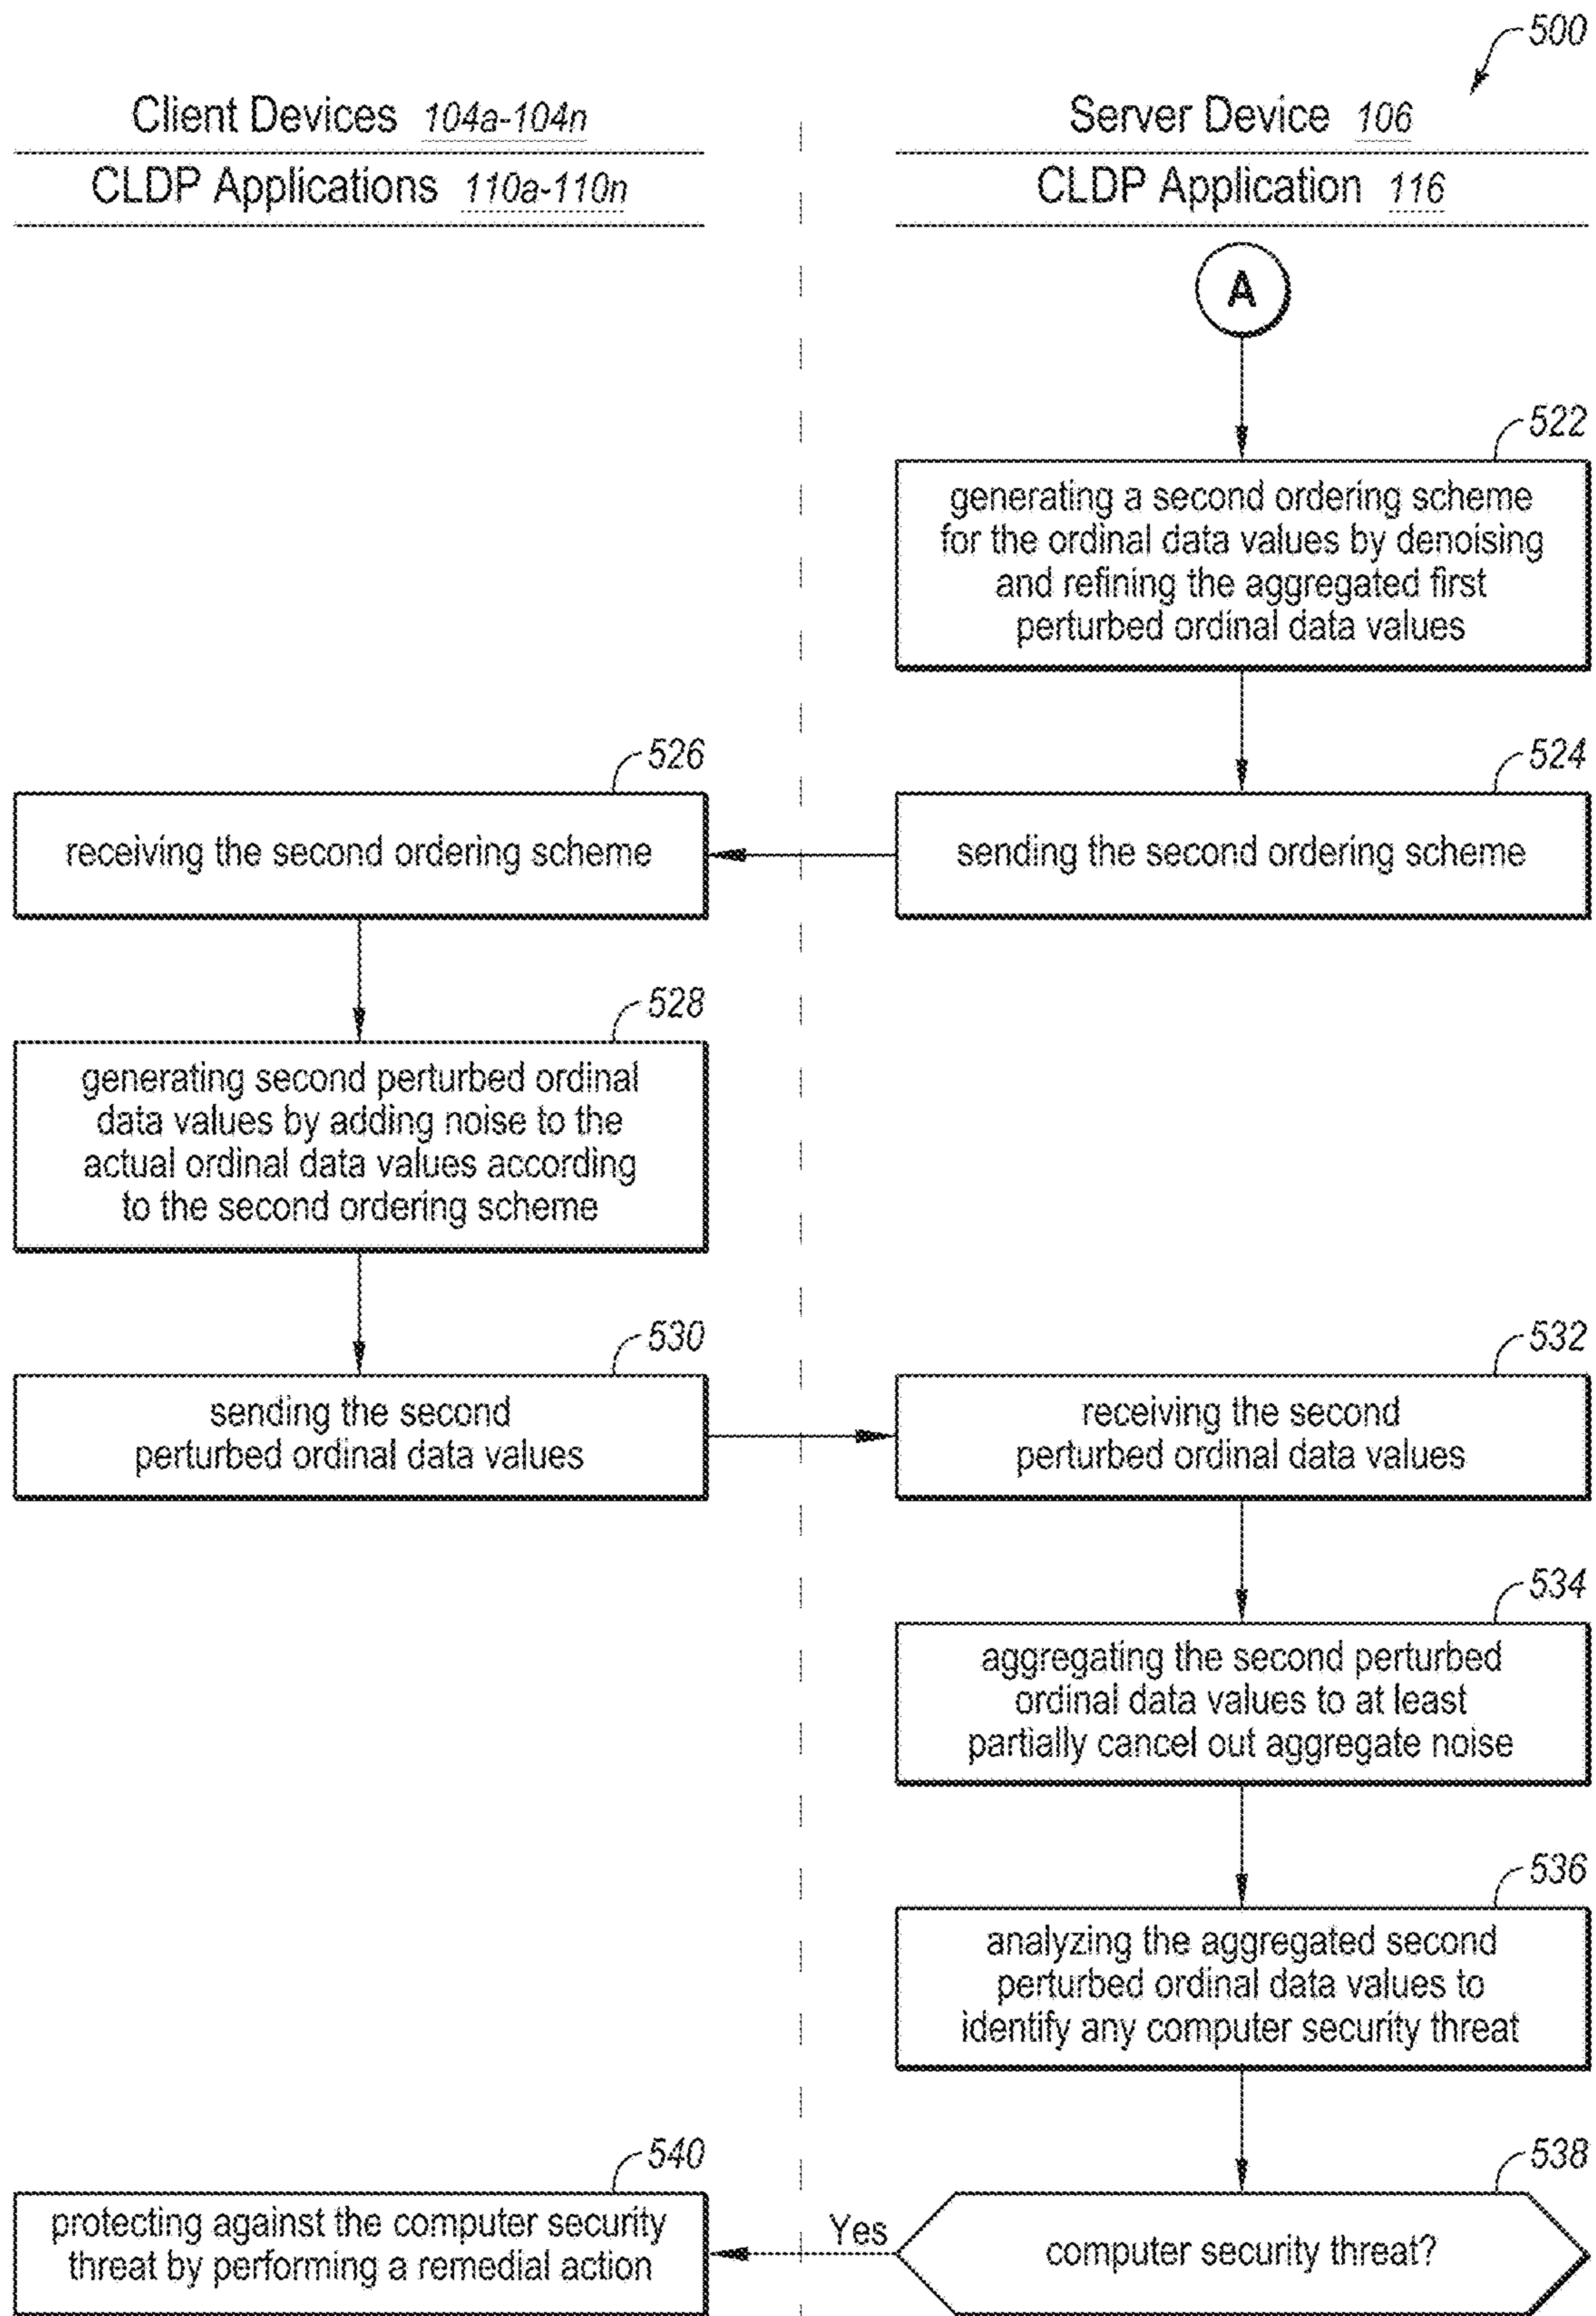 500
Client Devices 104a-104n
CLDP Applications 110a-110n
Server Device 106
CLDP Application 116
A
522
generating a second ordering scheme
for the ordinal data values by denoising
and refining the aggregated first
perturbed ordinal data values
524
sending the second ordering scheme
526
receiving the second ordering scheme
528
generating second perturbed ordinal
data values by adding noise to the
actual ordinal data values according
to the second ordering scheme
530
sending the second
perturbed ordinal data values
532
receiving the second
perturbed ordinal data values
534
aggregating the second perturbed
ordinal data values to at least
partially cancel out aggregate noise
536
analyzing the aggregated second
perturbed ordinal data values to
identify any computer security threat
538
computer security threat?
Yes
540
protecting against the computer security
threat by performing a remedial action